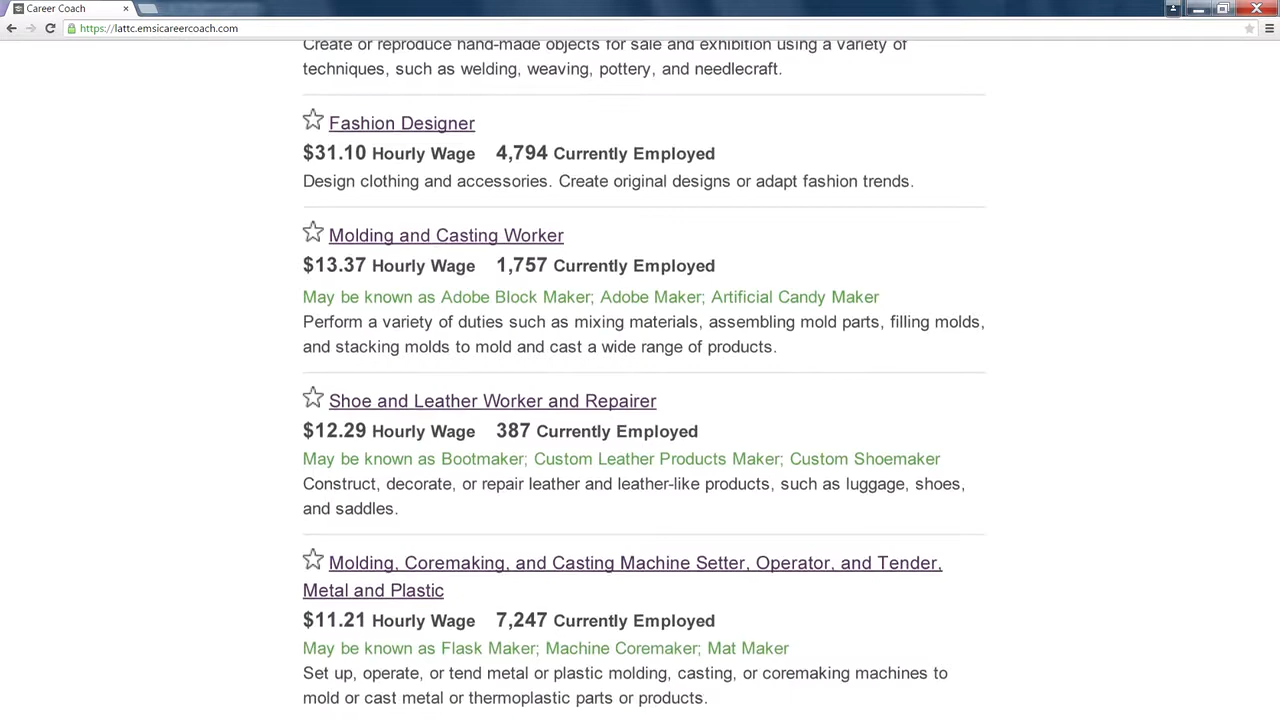 Career Coach
https://lattc.emsicareercoach.com
Create or reproduce hand-made objects for sale and exhibition using a variety of
techniques, such as welding, weaving, pottery, and needlecraft.
Fashion Designer
$31.10 Hourly Wage 4,794 Currently Employed
Design clothing and accessories. Create original designs or adapt fashion trends.
Molding and Casting Worker
$13.37 Hourly Wage 1,757 Currently Employed
May be known as Adobe Block Maker; Adobe Maker; Artificial Candy Maker
Perform a variety of duties such as mixing materials, assembling mold parts, filling molds,
and stacking molds to mold and cast a wide range of products.
Shoe and Leather Worker and Repairer
$12.29 Hourly Wage 387 Currently Employed
May be known as Bootmaker; Custom Leather Products Maker; Custom Shoemaker
Construct, decorate, or repair leather and leather-like products, such as luggage, shoes,
and saddles.
Molding, Coremaking, and Casting Machine Setter, Operator, and Tender,
Metal and Plastic
$11.21 Hourly Wage 7,247 Currently Employed
May be known as Flask Maker; Machine Coremaker; Mat Maker
Set up, operate, or tend metal or plastic molding, casting, or coremaking machines to
mold or cast metal or thermoplastic parts or products.